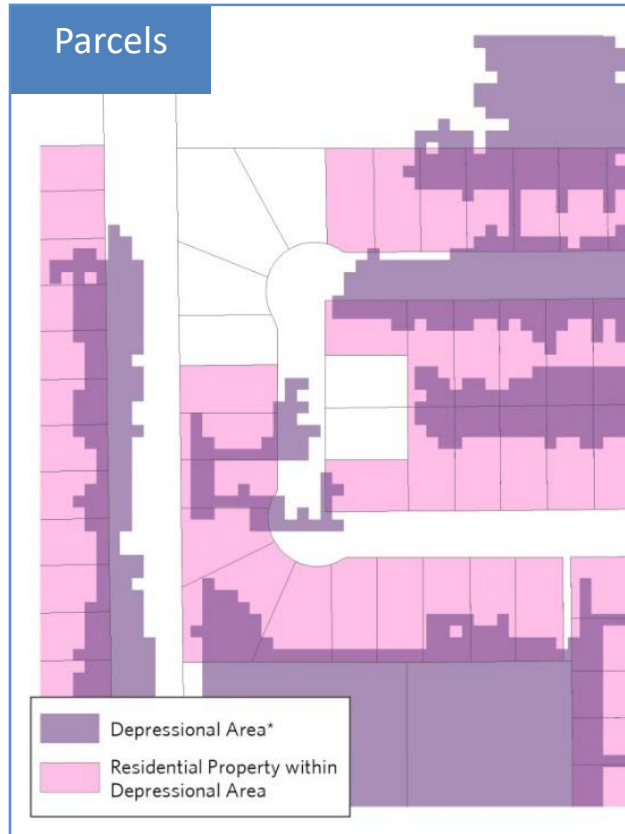 Parcels
Depressional Area*
Residential Property within
Depressional Area